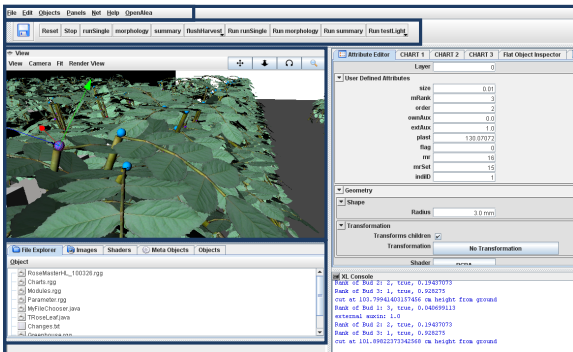 File Edit Objects Panels Net Help OpenAlea
Reset Stop runSingle morphology summary flushHarvest Run runSingle Run morphology Run summary Run testLight
View
View Camera Fit Render View
Attribute Editor CHART 1 CHART 2 CHART 3 Flat Object Inspector
Layer 0
User Defined Attributes
size 0.01
mRank 3
order 2
ownAux 0.0
extAux 1.0
plast 130.07072
flag 0
mr 16
mrSet 15
indiID 1
Geometry
Shape
Radius 3.0 mm
Transformation
Transforms children
Transformation No Transformation
Shader
File Explorer Images Shaders Meta Objects Objects
Object
RoseMasterHL_100326.rgg
Charts.rgg
Modules.rgg
Parameter.rgg
MyFileChooser.java
TRoseLeaf.java
Changes.txt
XL Console
Rank of Bud 2: 2, true, 0.19437073
Rank of Bud 3: 1, true, 0.928275
cut at 103.79941403157456 cm height from ground
Rank of Bud 1: 3, true, 0.040699113
external auxin: 1.0
Rank of Bud 2: 2, true, 0.19437073
Rank of Bud 3: 1, true, 0.928275
cut at 101.89822373342568 cm height from ground